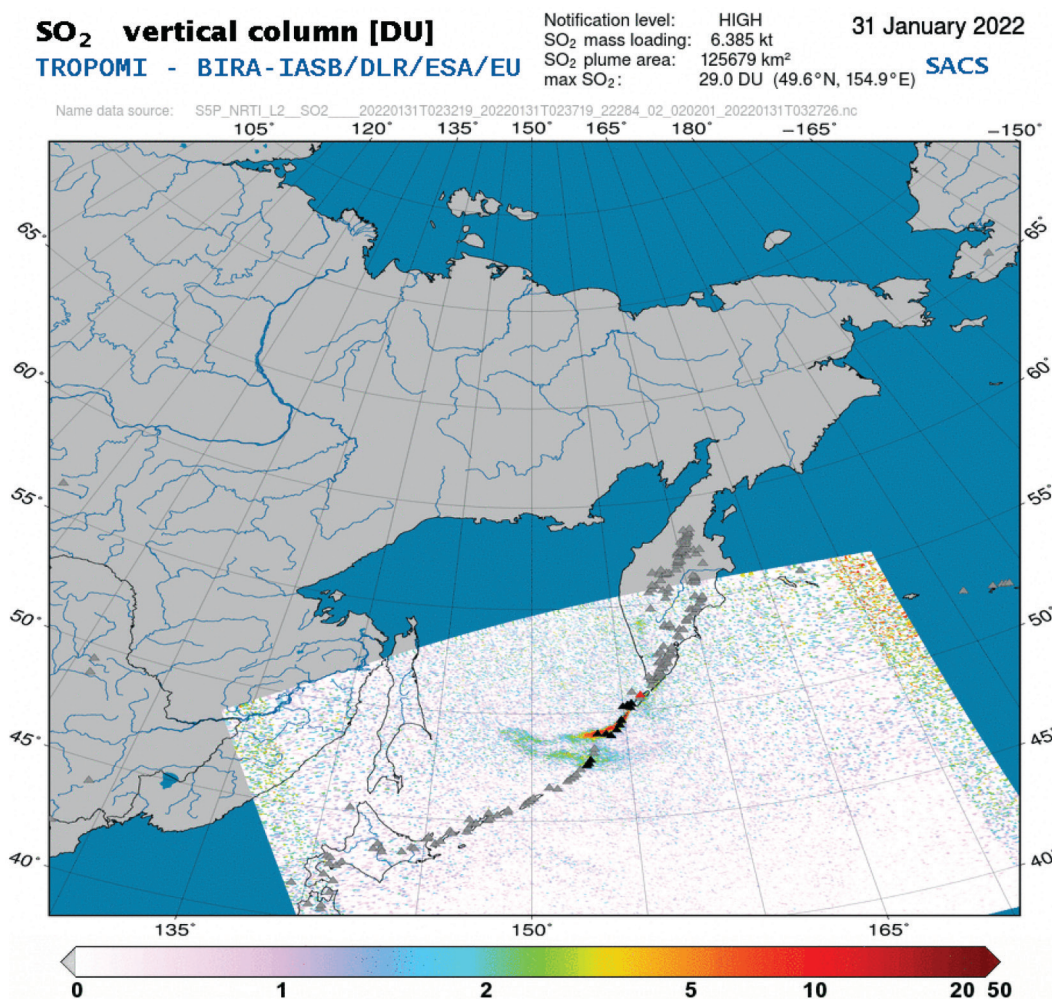 SO₂ vertical column [DU]
TROPOMI - BIRA-IASB/DLR/ESA/EU
Notification level: HIGH
SO₂ mass loading: 6.385 kt
SO₂ plume area: 125679 km²
max SO₂: 29.0 DU (49.6°N, 154.9°E)
31 January 2022
SACS
Name data source: S5P_NRTI_L2__SO2____20220131T023219_20220131T023719_22284_02_020201_20220131T032726.nc
105° 120° 135° 150° 165° 180° −165° −150°
65° 65°
60° 60°
55° 55°
50° 50°
45° 45°
40° 40°
135° 150° 165°
0 1 2 5 10 20 50